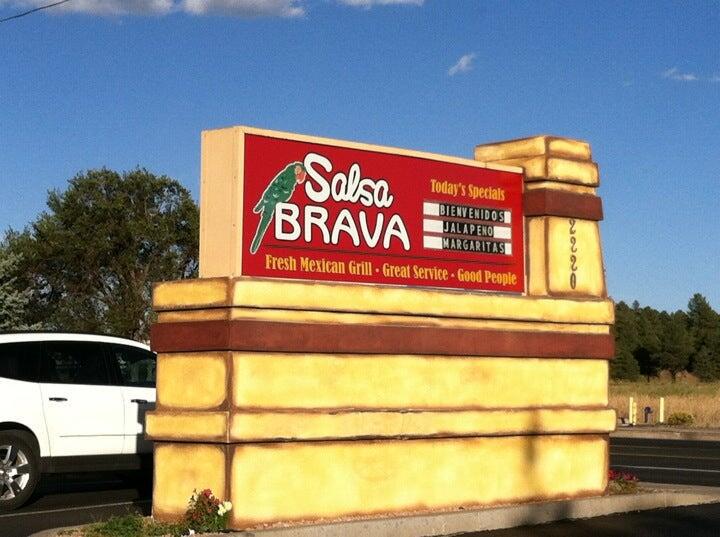 Salsa
BRAVA
Today's Specials
BIENVENIDOS
JALAPENO
MARGARITAS
Fresh Mexican Grill • Great Service • Good People
2220